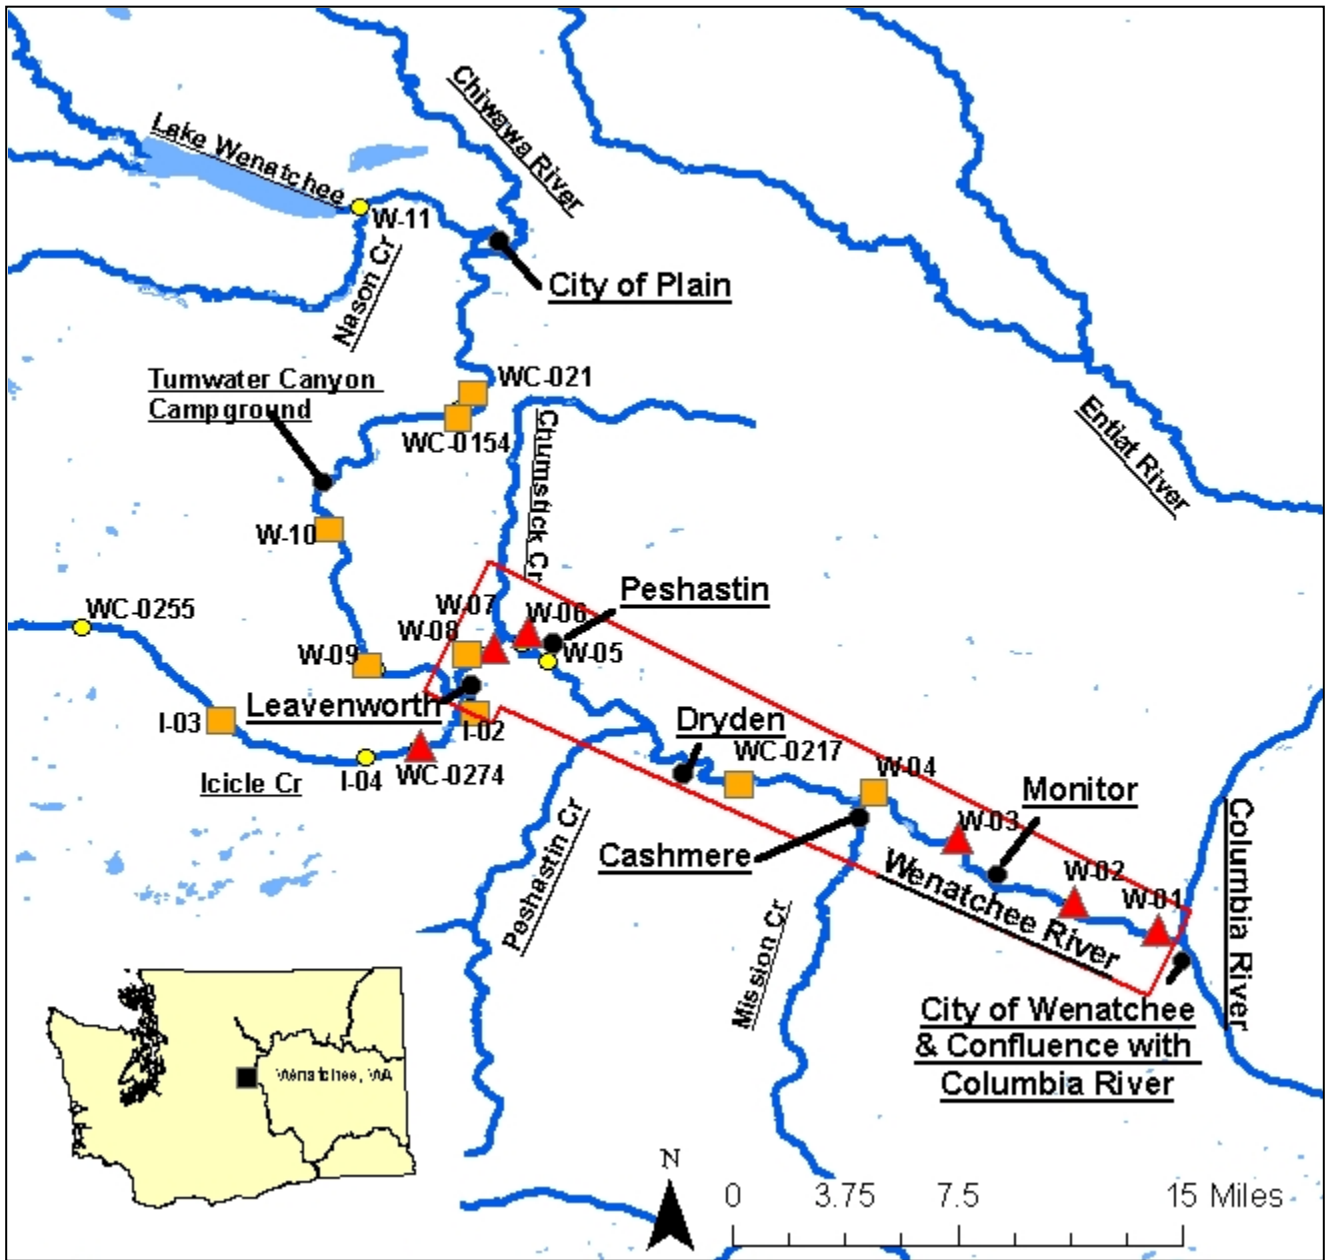 Chiwawa River
Lake Wenatchee
W-11
Nason Cr
City of Plain
Tumwater Canyon
Campground
WC-021
WC-0154
Chumstick Cr
Entiat River
W-10
Peshastin
WC-0255
W-07
W-06
W-08
W-05
W-09
Leavenworth
I-03
I-02
Dryden
WC-0217
W-04
Icicle Cr
I-04
WC-0274
Monitor
W-03
Cashmere
Columbia River
Peshastin Cr
Wenatchee River
W-02
W-01
Mission Cr
City of Wenatchee
& Confluence with
Columbia River
Wenatchee, WA
N
0 3.75 7.5 15 Miles